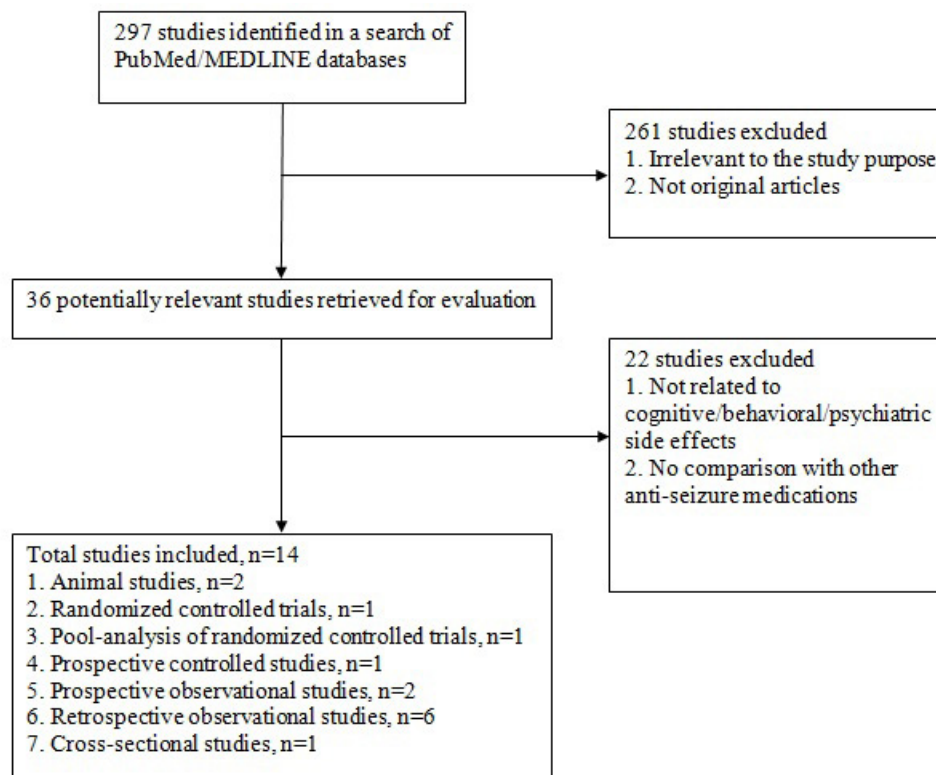 297 studies identified in a search of
PubMed/MEDLINE databases
261 studies excluded
1. Irrelevant to the study purpose
2. Not original articles
36 potentially relevant studies retrieved for evaluation
22 studies excluded
1. Not related to
cognitive/behavioral/psychiatric
side effects
2. No comparison with other
anti-seizure medications
Total studies included, n=14
1. Animal studies, n=2
2. Randomized controlled trials, n=1
3. Pool-analysis of randomized controlled trials, n=1
4. Prospective controlled studies, n=1
5. Prospective observational studies, n=2
6. Retrospective observational studies, n=6
7. Cross-sectional studies, n=1